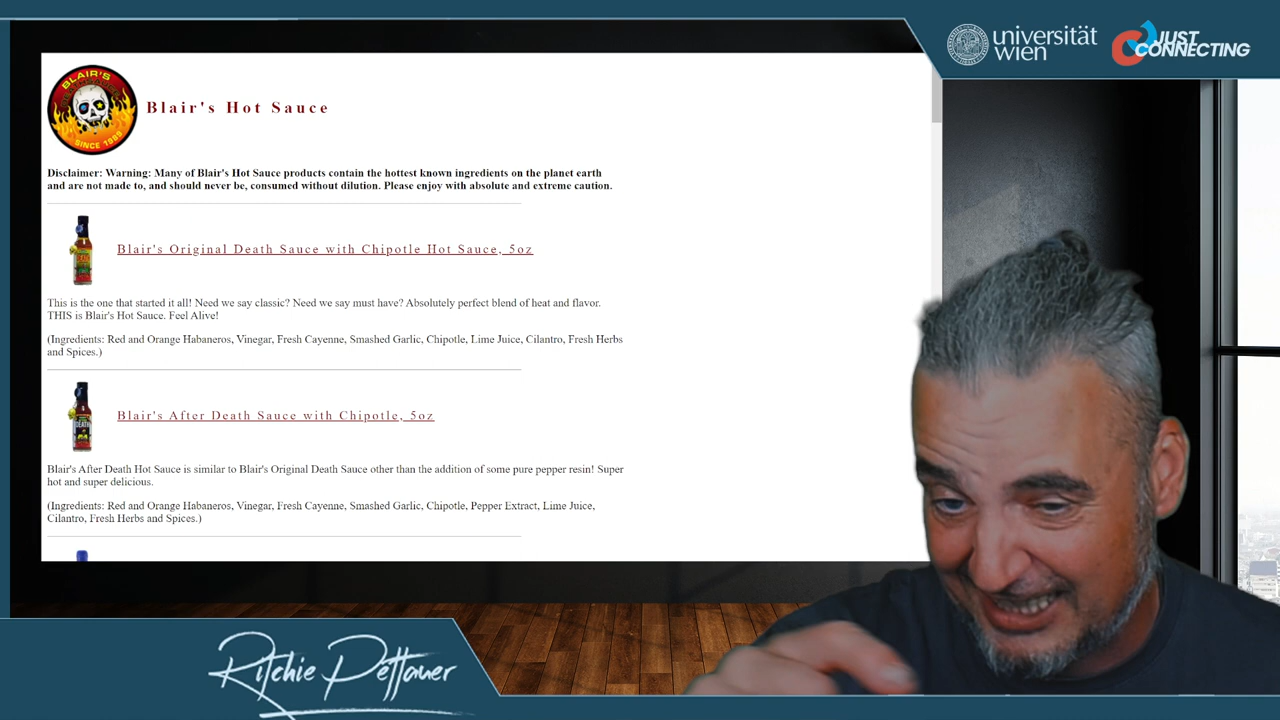 universität
wien
JUST
CONNECTING
BLAIR'S
SINCE 1989
Blair's Hot Sauce
Disclaimer: Warning: Many of Blair's Hot Sauce products contain the hottest known ingredients on the planet earth
and are not made to, and should never be, consumed without dilution. Please enjoy with absolute and extreme caution.
Blair's Original Death Sauce with Chipotle Hot Sauce, 5oz
This is the one that started it all! Need we say classic? Need we say must have? Absolutely perfect blend of heat and flavor.
THIS is Blair's Hot Sauce. Feel Alive!
(Ingredients: Red and Orange Habaneros, Vinegar, Fresh Cayenne, Smashed Garlic, Chipotle, Lime Juice, Cilantro, Fresh Herbs
and Spices.)
Blair's After Death Sauce with Chipotle, 5oz
Blair's After Death Hot Sauce is similar to Blair's Original Death Sauce other than the addition of some pure pepper resin! Super
hot and super delicious.
(Ingredients: Red and Orange Habaneros, Vinegar, Fresh Cayenne, Smashed Garlic, Chipotle, Pepper Extract, Lime Juice,
Cilantro, Fresh Herbs and Spices.)
Ritchie Pettauer